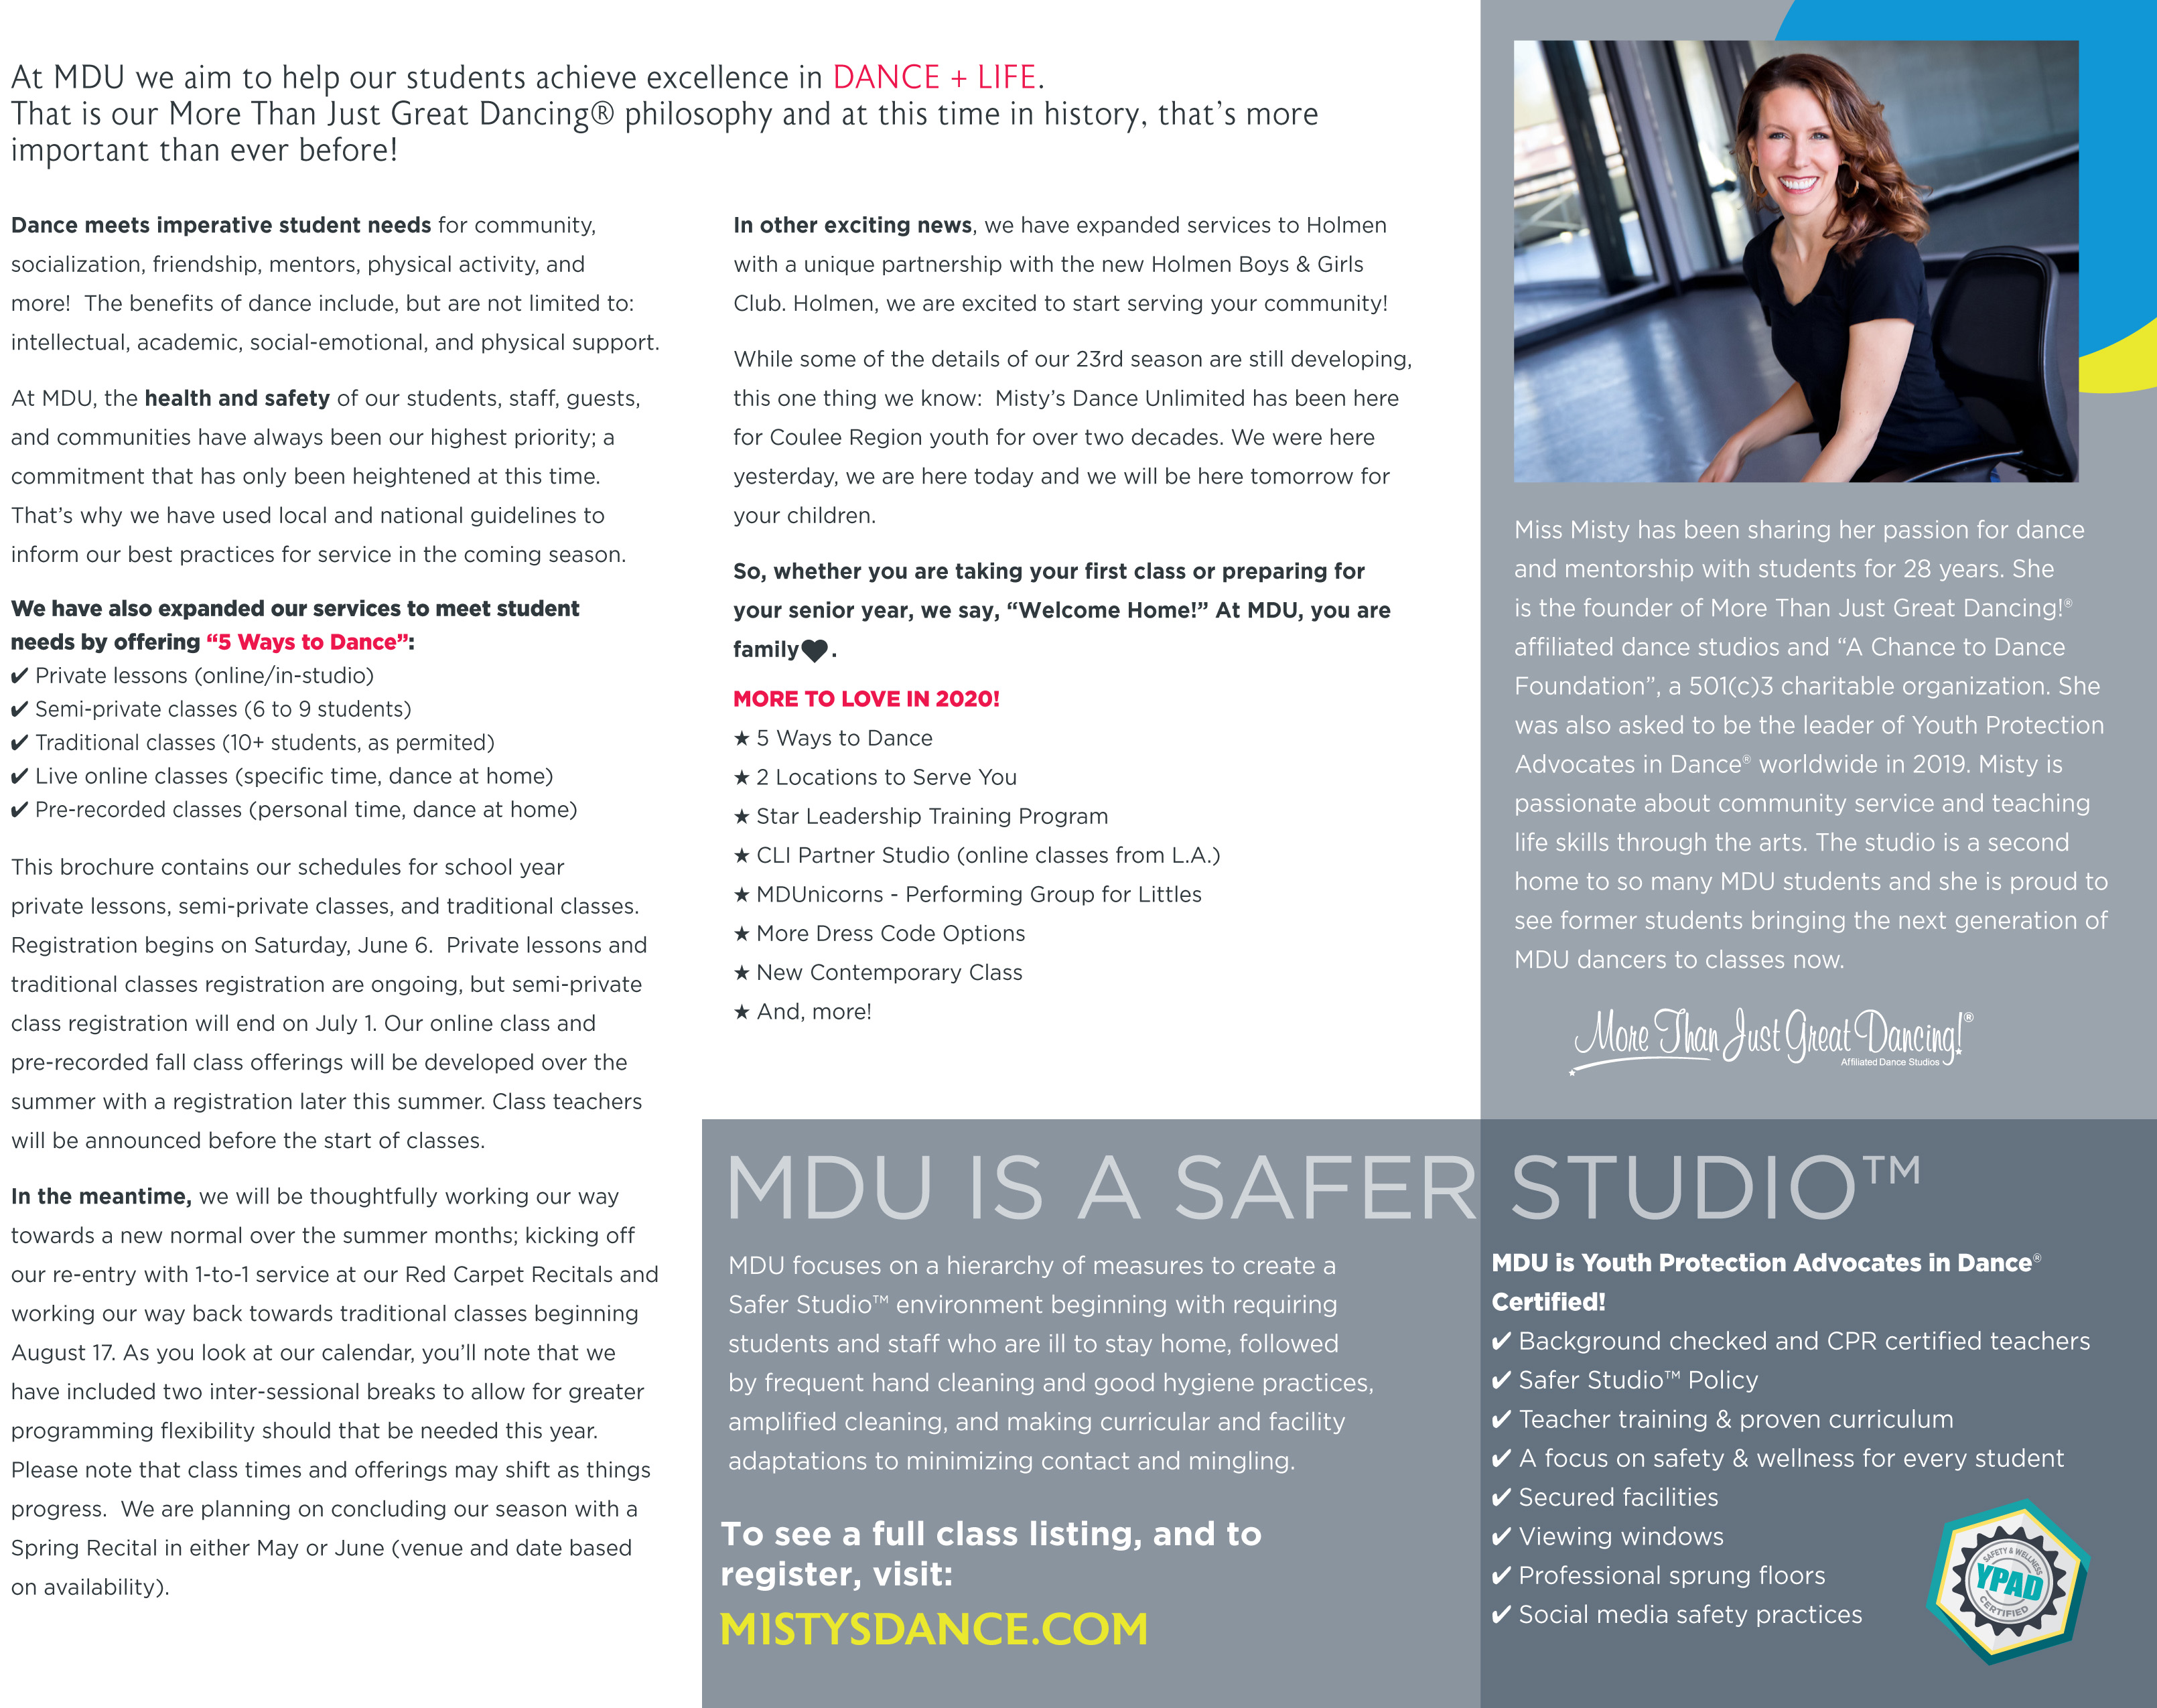 At MDU we aim to help our students achieve excellence in DANCE + LIFE.
That is our More Than Just Great Dancing® philosophy and at this time in history, that's more
important than ever before!
Dance meets imperative student needs for community,
socialization, friendship, mentors, physical activity, and
more! The benefits of dance include, but are not limited to:
intellectual, academic, social-emotional, and physical support.
At MDU, the health and safety of our students, staff, guests,
and communities have always been our highest priority; a
commitment that has only been heightened at this time.
That's why we have used local and national guidelines to
inform our best practices for service in the coming season.
We have also expanded our services to meet student
needs by offering “5 Ways to Dance”:
✔ Private lessons (online/in-studio)
✔ Semi-private classes (6 to 9 students)
✔ Traditional classes (10+ students, as permited)
✔ Live online classes (specific time, dance at home)
✔ Pre-recorded classes (personal time, dance at home)
This brochure contains our schedules for school year
private lessons, semi-private classes, and traditional classes.
Registration begins on Saturday, June 6. Private lessons and
traditional classes registration are ongoing, but semi-private
class registration will end on July 1. Our online class and
pre-recorded fall class offerings will be developed over the
summer with a registration later this summer. Class teachers
will be announced before the start of classes.
In the meantime, we will be thoughtfully working our way
towards a new normal over the summer months; kicking off
our re-entry with 1-to-1 service at our Red Carpet Recitals and
working our way back towards traditional classes beginning
August 17. As you look at our calendar, you'll note that we
have included two inter-sessional breaks to allow for greater
programming flexibility should that be needed this year.
Please note that class times and offerings may shift as things
progress. We are planning on concluding our season with a
Spring Recital in either May or June (venue and date based
on availability).
In other exciting news, we have expanded services to Holmen
with a unique partnership with the new Holmen Boys & Girls
Club. Holmen, we are excited to start serving your community!
While some of the details of our 23rd season are still developing,
this one thing we know: Misty's Dance Unlimited has been here
for Coulee Region youth for over two decades. We were here
yesterday, we are here today and we will be here tomorrow for
your children.
So, whether you are taking your first class or preparing for
your senior year, we say, “Welcome Home!” At MDU, you are
family♥.
MORE TO LOVE IN 2020!
★ 5 Ways to Dance
★ 2 Locations to Serve You
★ Star Leadership Training Program
★ CLI Partner Studio (online classes from L.A.)
★ MDUnicorns - Performing Group for Littles
★ More Dress Code Options
★ New Contemporary Class
★ And, more!
Miss Misty has been sharing her passion for dance
and mentorship with students for 28 years. She
is the founder of More Than Just Great Dancing!®
affiliated dance studios and “A Chance to Dance
Foundation”, a 501(c)3 charitable organization. She
was also asked to be the leader of Youth Protection
Advocates in Dance® worldwide in 2019. Misty is
passionate about community service and teaching
life skills through the arts. The studio is a second
home to so many MDU students and she is proud to
see former students bringing the next generation of
MDU dancers to classes now.
More Than Just Great Dancing!®
Affiliated Dance Studios
MDU IS A SAFER STUDIO™
MDU focuses on a hierarchy of measures to create a
Safer Studio™ environment beginning with requiring
students and staff who are ill to stay home, followed
by frequent hand cleaning and good hygiene practices,
amplified cleaning, and making curricular and facility
adaptations to minimizing contact and mingling.
To see a full class listing, and to
register, visit:
MISTYSDANCE.COM
MDU is Youth Protection Advocates in Dance®
Certified!
✔ Background checked and CPR certified teachers
✔ Safer Studio™ Policy
✔ Teacher training & proven curriculum
✔ A focus on safety & wellness for every student
✔ Secured facilities
✔ Viewing windows
✔ Professional sprung floors
✔ Social media safety practices
SAFETY & WELLNESS
YPAD
CERTIFIED